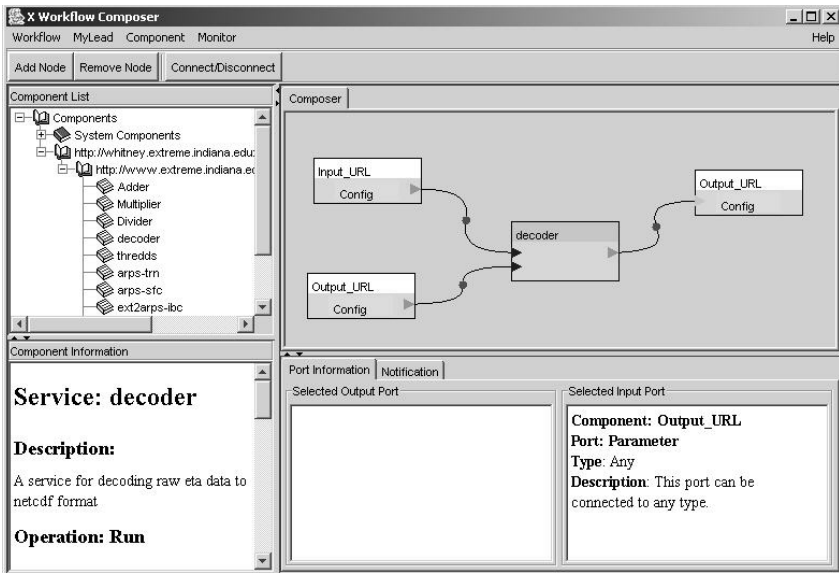 X Workflow Composer
Workflow MyLead Component Monitor Help
Add Node Remove Node Connect/Disconnect
Component List
Components
System Components
http://whitney.extreme.indiana.edu:
http://www.extreme.indiana.ed
Adder
Multiplier
Divider
decoder
thredds
arps-trn
arps-sfc
ext2arps-ibc
Composer
Input_URL
Config
Output_URL
Config
decoder
Output_URL
Config
Component Information
Service: decoder
Description:
A service for decoding raw eta data to
netcdf format
Operation: Run
Port Information Notification
Selected Output Port
Selected Input Port
Component: Output_URL
Port: Parameter
Type: Any
Description: This port can be
connected to any type.